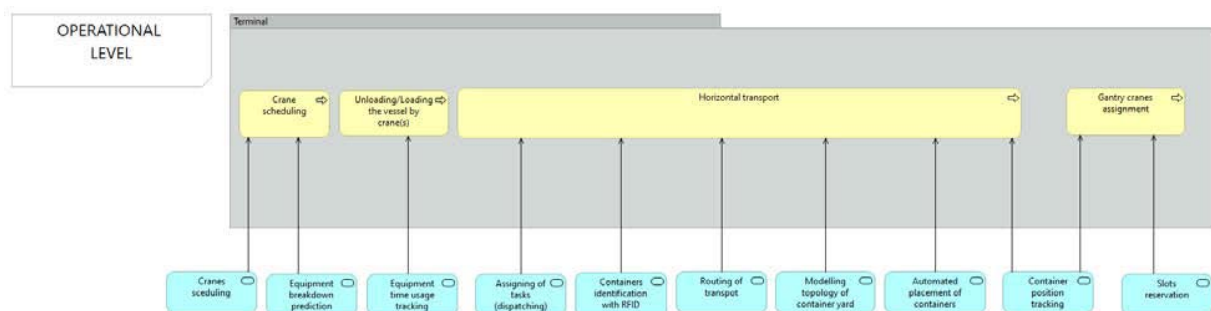 OPERATIONAL
LEVEL
Terminal
Crane
scheduling
Unloading/Loading
the vessel by
crane(s)
Horizontal transport
Gantry cranes
assignment
Cranes
sceduling
Equipment
breakdown
prediction
Equipment
time usage
tracking
Assigning of
tasks
(dispatching)
Containers
identification
with RFID
Routing of
transpot
Modelling
topology of
container yard
Automated
placement of
containers
Container
position
tracking
Slots
reservation